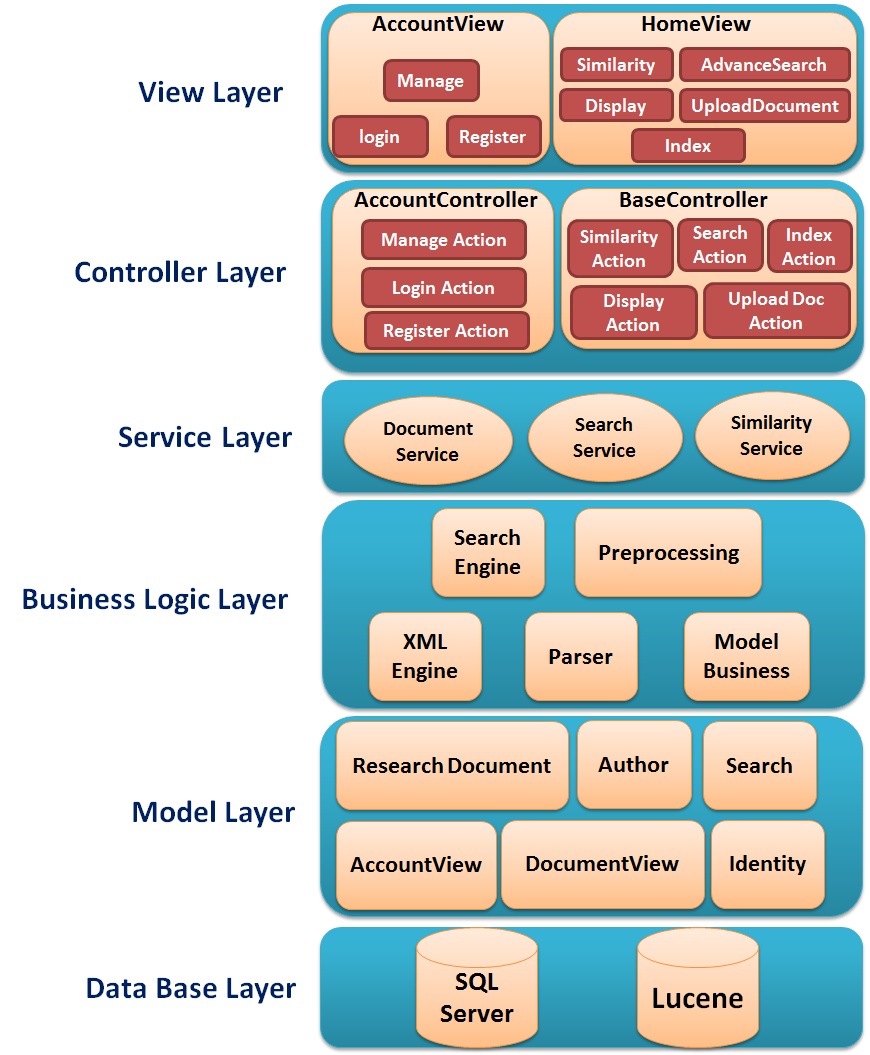 View Layer
AccountView
Manage
login
Register
HomeView
Similarity
AdvanceSearch
Display
UploadDocument
Index
Controller Layer
AccountController
Manage Action
Login Action
Register Action
BaseController
Similarity
Action
Search
Action
Index
Action
Display
Action
Upload Doc
Action
Service Layer
Document
Service
Search
Service
Similarity
Service
Business Logic Layer
Search
Engine
Preprocessing
XML
Engine
Parser
Model
Business
Model Layer
Research Document
Author
Search
AccountView
DocumentView
Identity
Data Base Layer
SQL
Server
Lucene